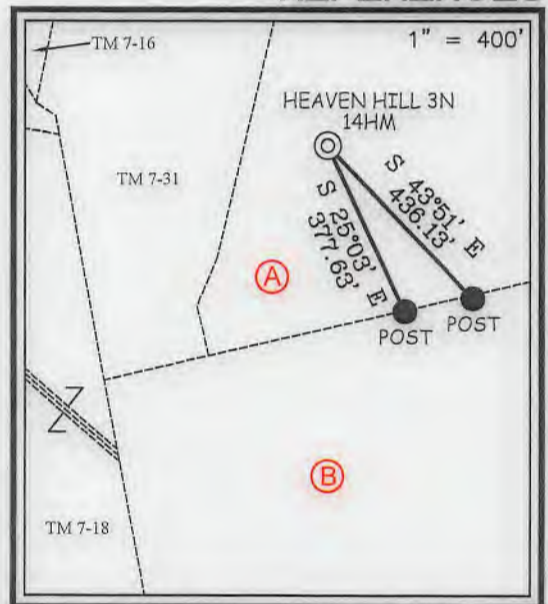 TM 7-16
1" = 400'
HEAVEN HILL 3N
14HM
TM 7-31
S 43°51' E
436.13'
S 25°03' E
377.63'
A
POST
POST
B
TM 7-18